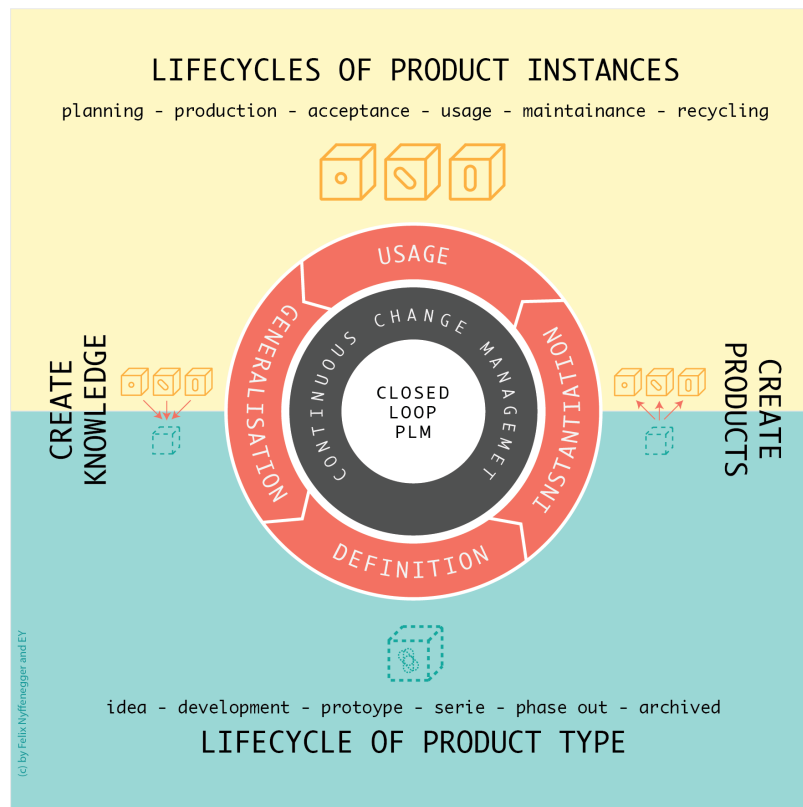 LIFECYCLES OF PRODUCT INSTANCES
planning - production - acceptance - usage - maintainance - recycling
USAGE
GENERALISATION
INSTANTIATION
DEFINITION
CONTINUOUS CHANGE MANAGEMET
CLOSED
LOOP
PLM
CREATE
KNOWLEDGE
CREATE
PRODUCTS
idea - development - protoype - serie - phase out - archived
LIFECYCLE OF PRODUCT TYPE
(c) by Felix Nyffenegger and EY